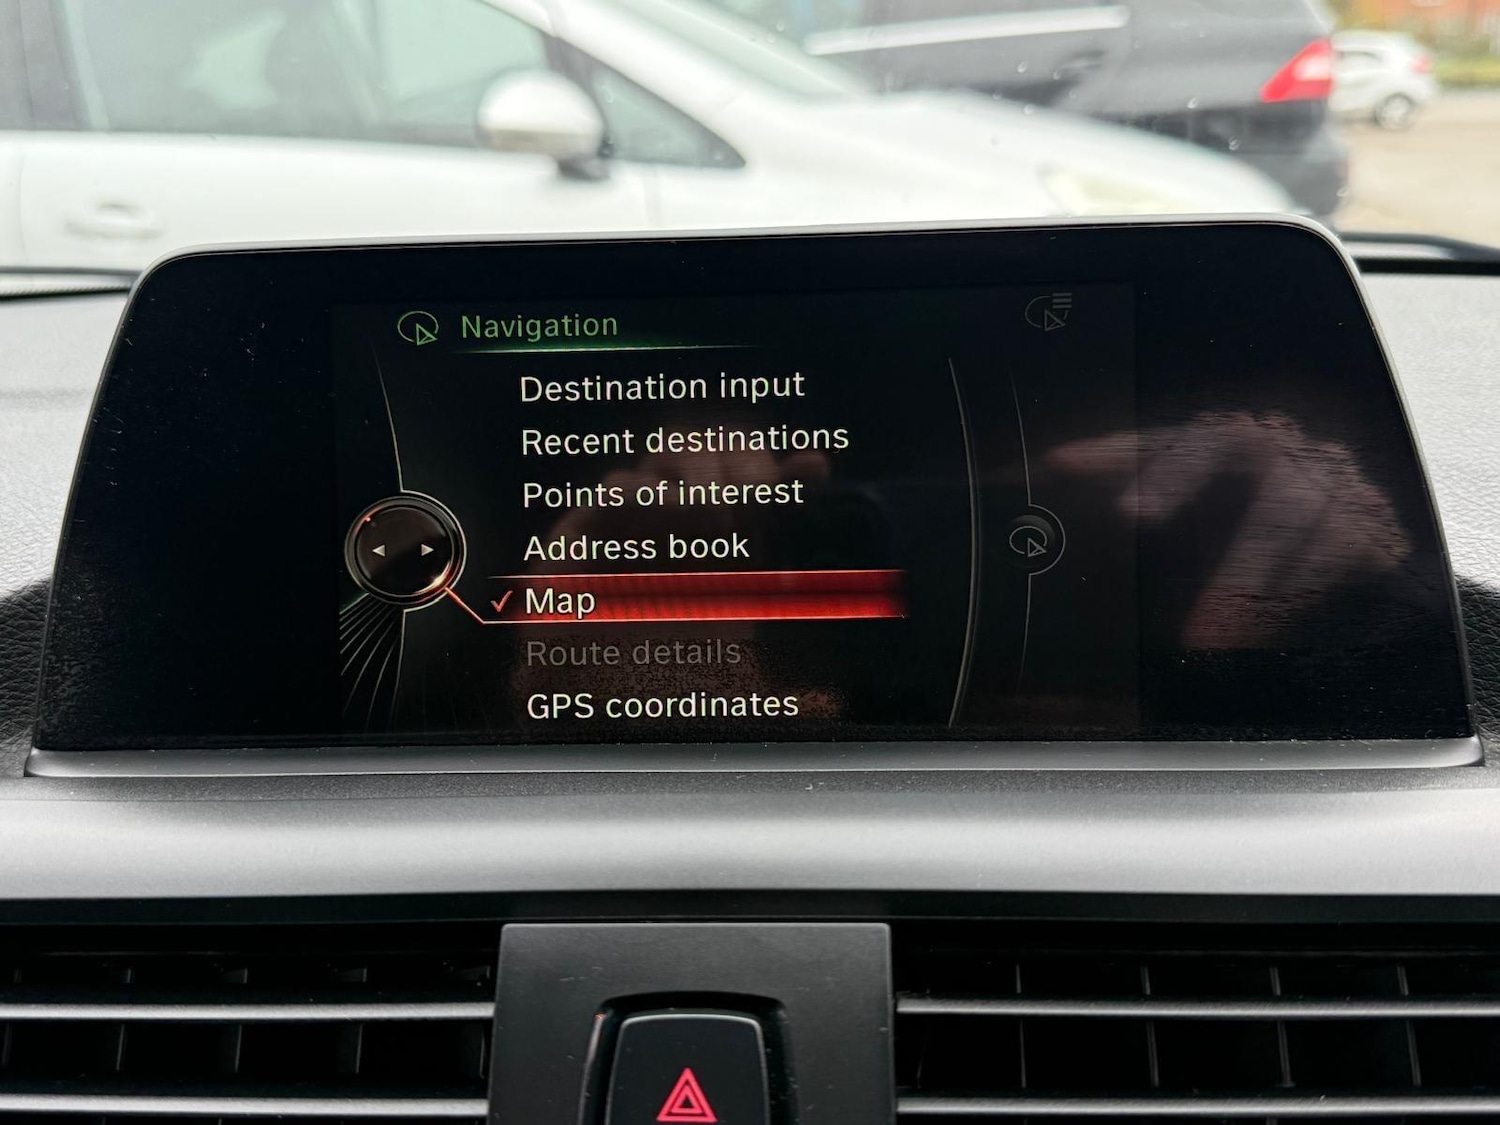 Navigation
Destination input
Recent destinations
Points of interest
Address book
Map
Route details
GPS coordinates